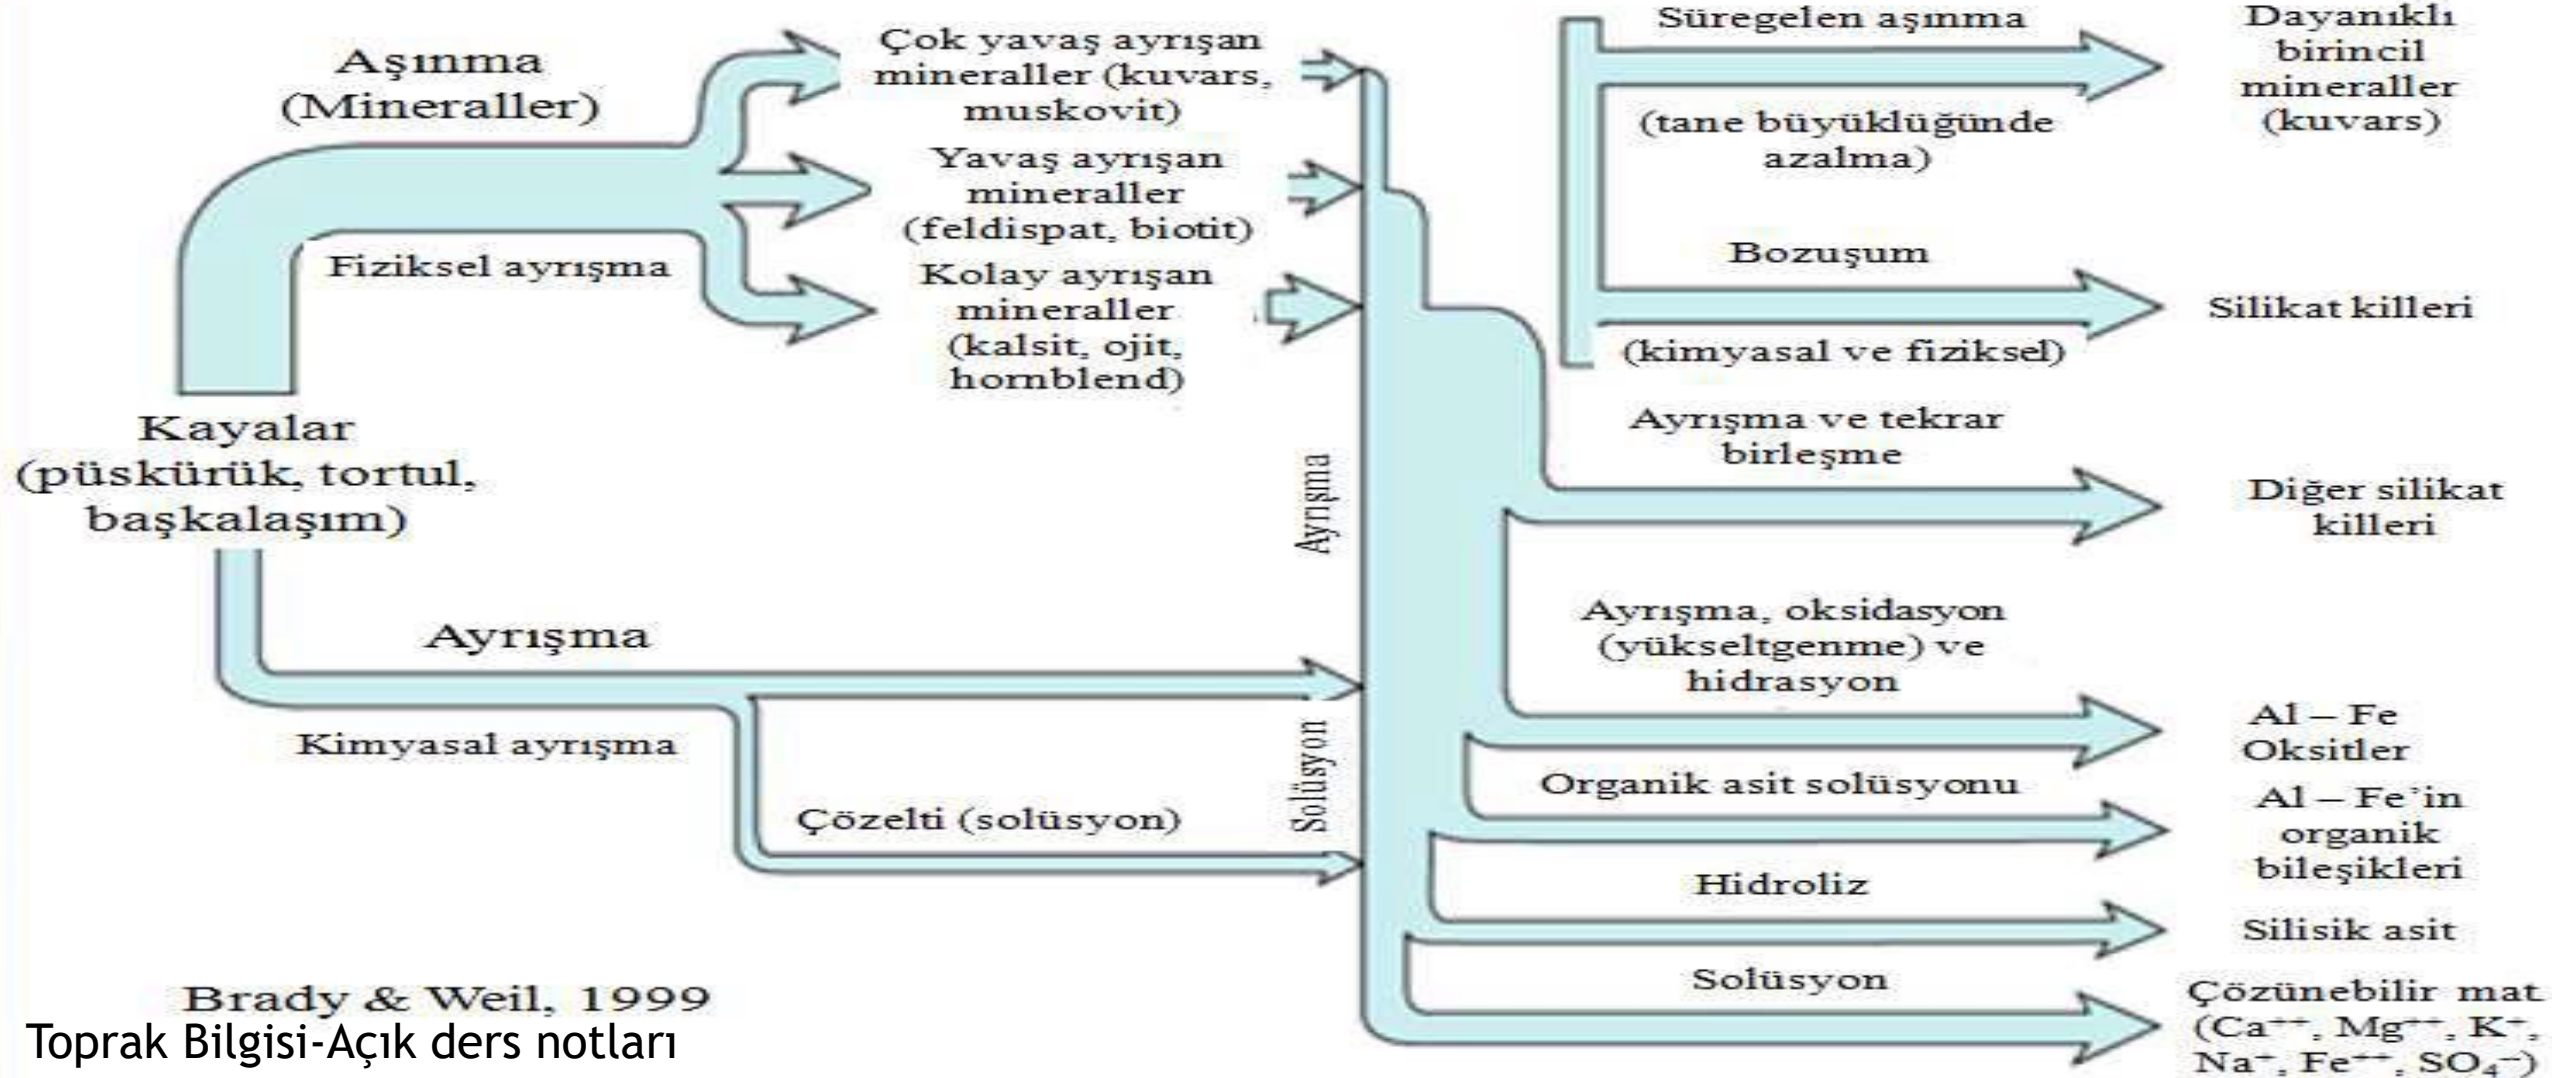 Aşınma
(Mineraller)
Fiziksel ayrışma
Kayalar
(püskürük, tortul,
başkalaşım)
Ayrışma
Kimyasal ayrışma
Çözelti (solüsyon)
Çok yavaş ayrışan
mineraller (kuvars,
muskovit)
Yavaş ayrışan
mineraller
(feldispat, biotit)
Kolay ayrışan
mineraller
(kalsit, ojit,
hornblend)
Ayrışma
Solüsyon
Süregelen aşınma
(tane büyüklüğünde
azalma)
Dayanıklı
birincil
mineraller
(kuvars)
Bozuşum
(kimyasal ve fiziksel)
Silikat killeri
Ayrışma ve tekrar
birleşme
Diğer silikat
killeri
Ayrışma, oksidasyon
(yükseltgenme) ve
hidrasyon
Al – Fe
Oksitler
Organik asit solüsyonu
Al – Fe'in
organik
bileşikleri
Hidroliz
Silisik asit
Solüsyon
Çözünebilir mat.
(Ca⁺⁺, Mg⁺⁺, K⁺,
Na⁺, Fe⁺⁺, SO₄⁻⁻)
Brady & Weil, 1999
Toprak Bilgisi-Açık ders notları